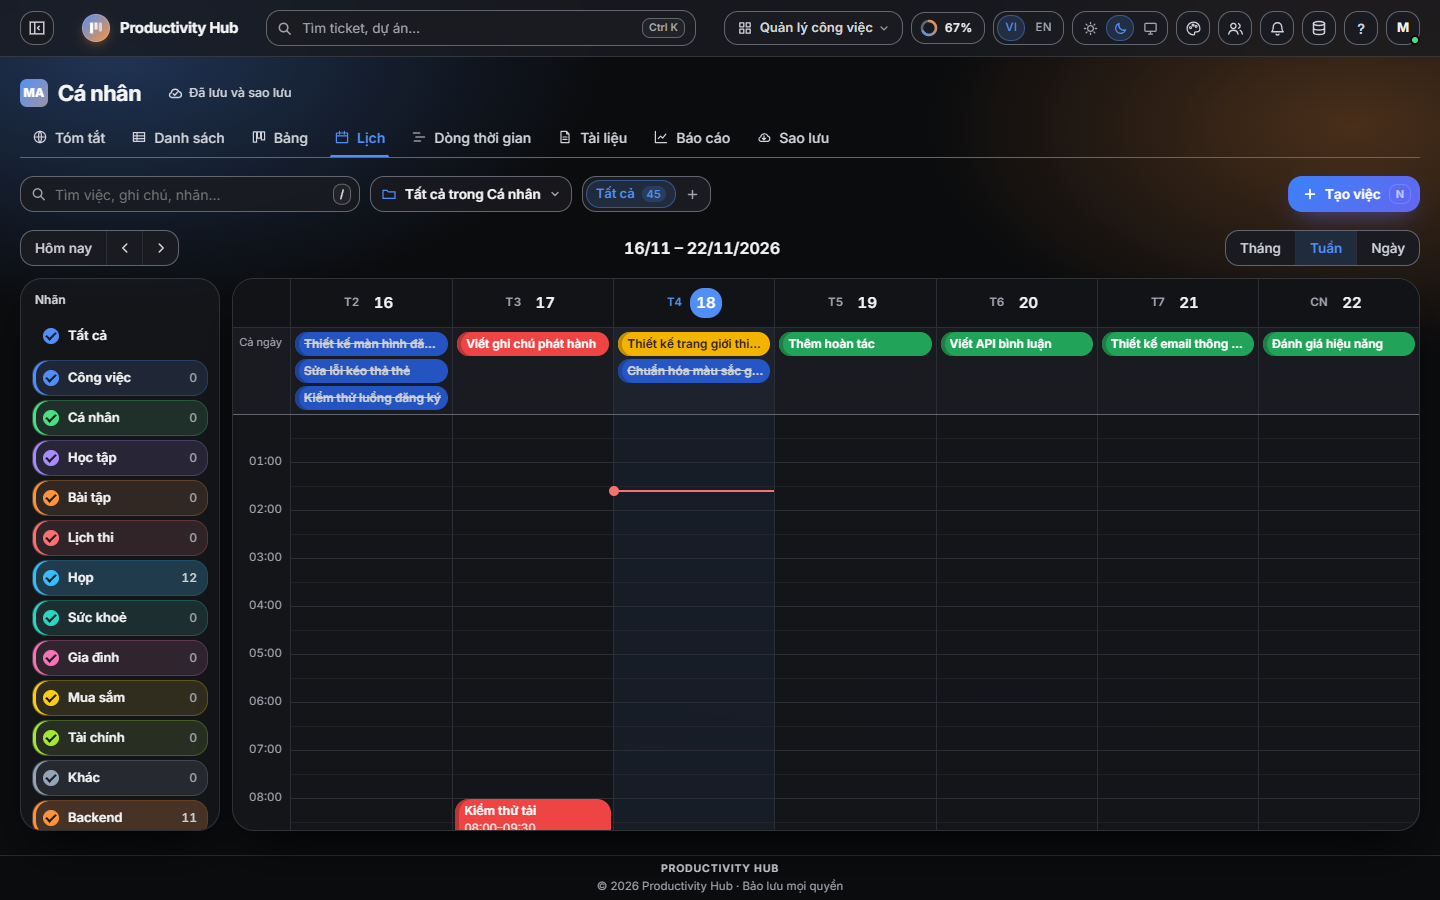 Productivity Hub
Tìm ticket, dự án...
Ctrl K
Quản lý công việc
67%
VI
EN
?
M
MA
Cá nhân
Đã lưu và sao lưu
Tóm tắt
Danh sách
Bảng
Lịch
Dòng thời gian
Tài liệu
Báo cáo
Sao lưu
Tìm việc, ghi chú, nhãn...
/
Tất cả trong Cá nhân
Tất cả 45
+
+ Tạo việc N
Hôm nay
16/11 – 22/11/2026
Tháng
Tuần
Ngày
Nhãn
Tất cả
Công việc 0
Cá nhân 0
Học tập 0
Bài tập 0
Lịch thi 0
Họp 12
Sức khoẻ 0
Gia đình 0
Mua sắm 0
Tài chính 0
Khác 0
Backend 11
T2 16
T3 17
T4 18
T5 19
T6 20
T7 21
CN 22
Cả ngày
Thiết kế màn hình đă...
Viết ghi chú phát hành
Thiết kế trang giới thi...
Thêm hoàn tác
Viết API bình luận
Thiết kế email thông ...
Đánh giá hiệu năng
Sửa lỗi kéo thả thẻ
Chuẩn hóa màu sắc g...
Kiểm thử luồng đăng ký
01:00
02:00
03:00
04:00
05:00
06:00
07:00
08:00
Kiểm thử tải
08:00–09:30
PRODUCTIVITY HUB
© 2026 Productivity Hub · Bảo lưu mọi quyền